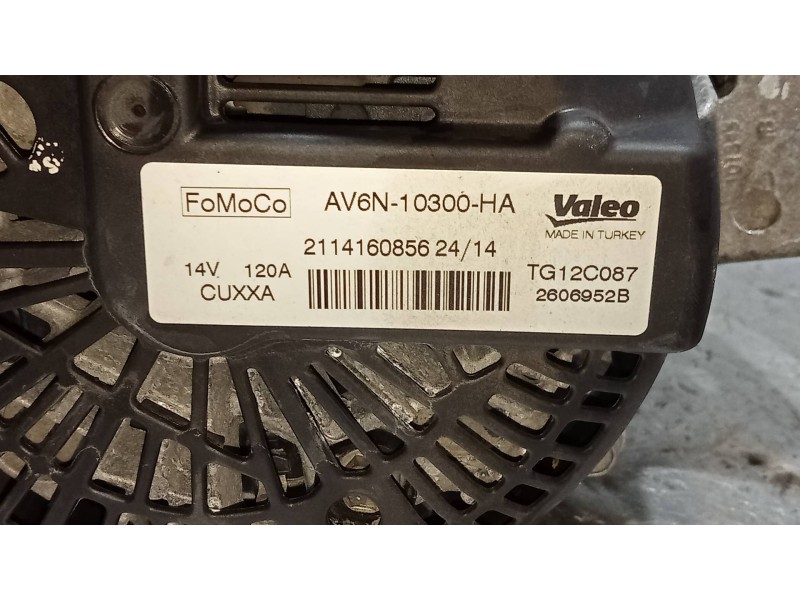 FoMoCo AV6N-10300-HA Valeo
MADE IN TURKEY
2114160856 24/14
14V 120A TG12C087
CUXXA 2606952B